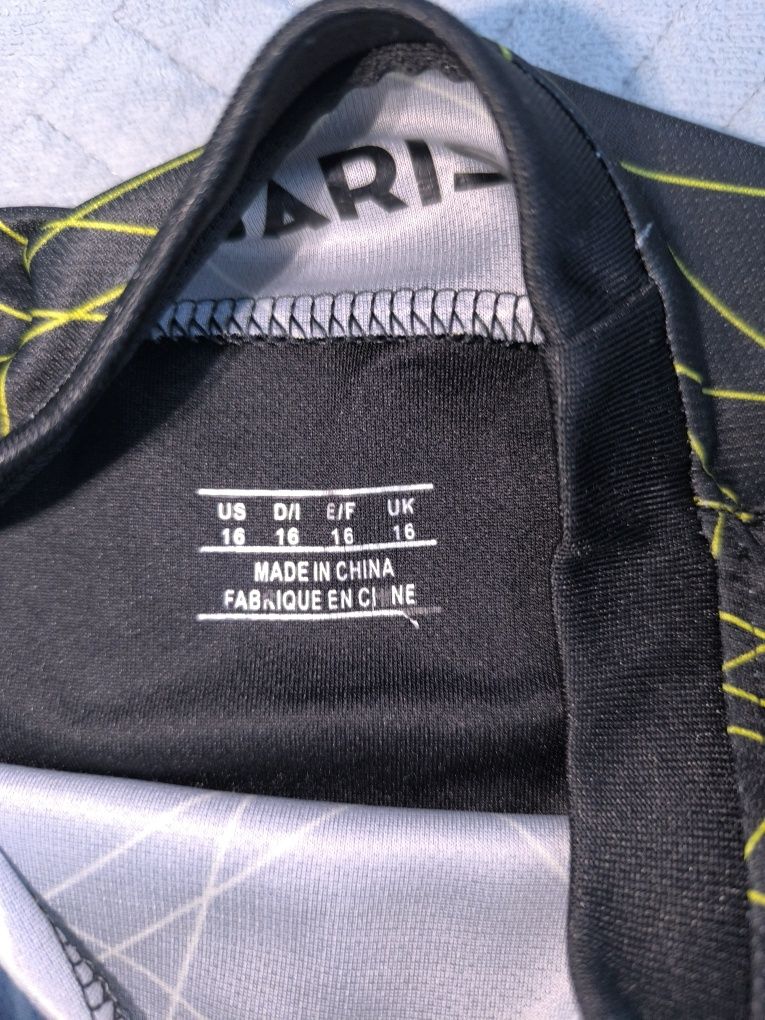 US D/I E/F UK
16 16 16 16
MADE IN CHINA
FABRIQUE EN CHINE